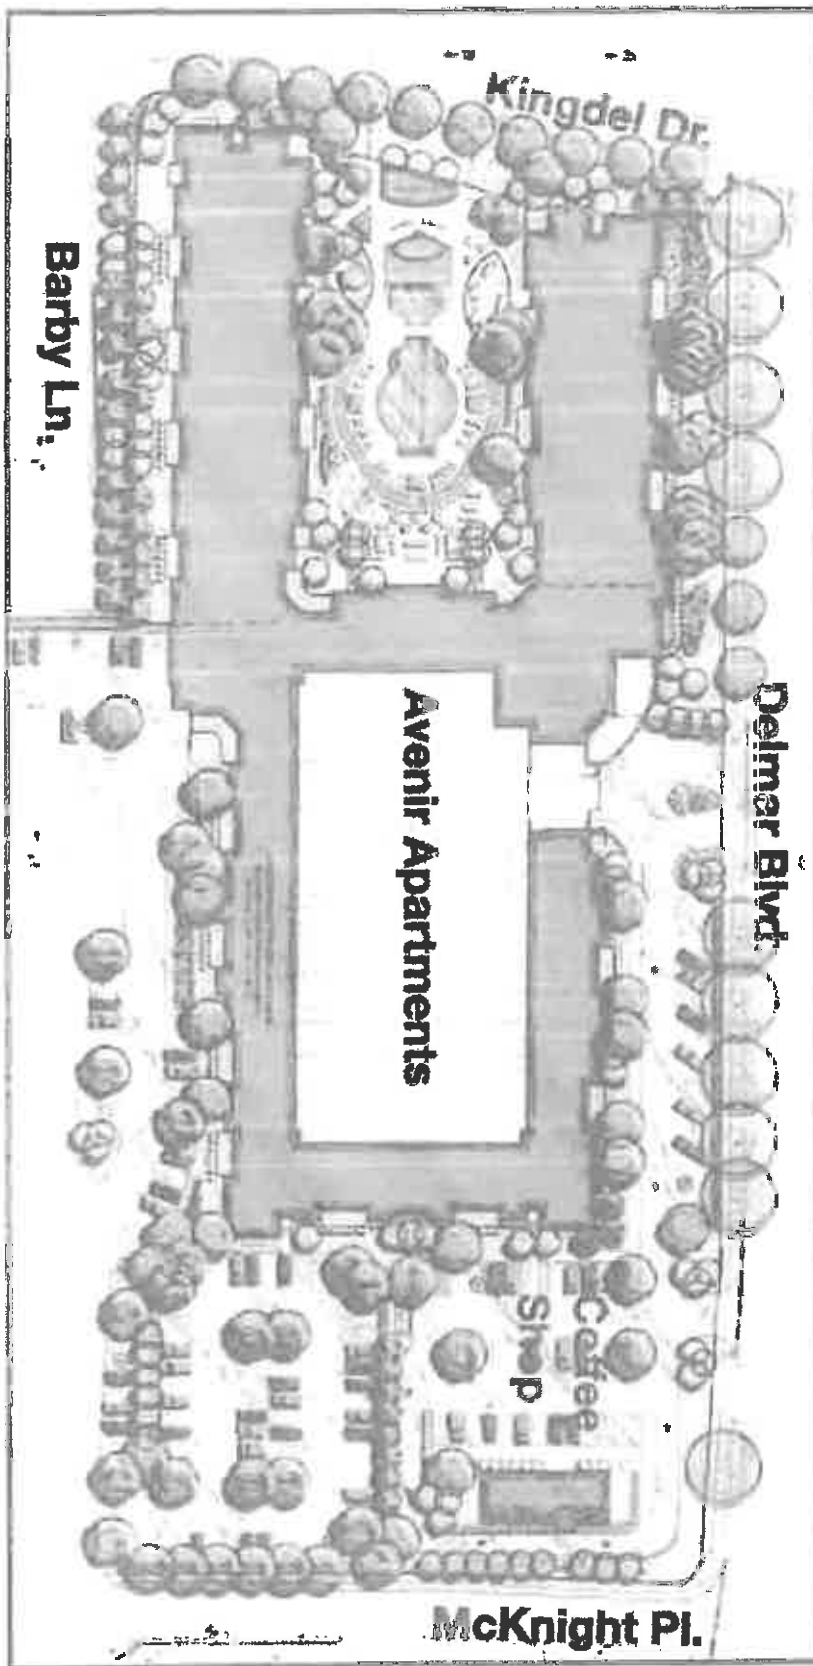 Kingdel Dr.
Barby Ln.
Delmar Blvd.
Avenir Apartments
Coffee
Shop
McKnight Pl.